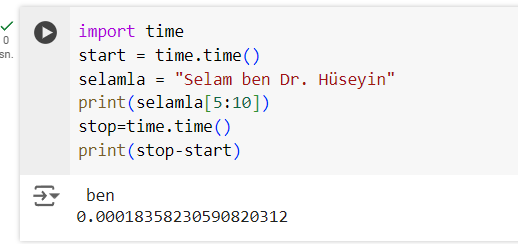 0
sn.
import time
start = time.time()
selamla = "Selam ben Dr. Hüseyin"
print(selamla[5:10])
stop=time.time()
print(stop-start)
 ben
0.00018358230590820312